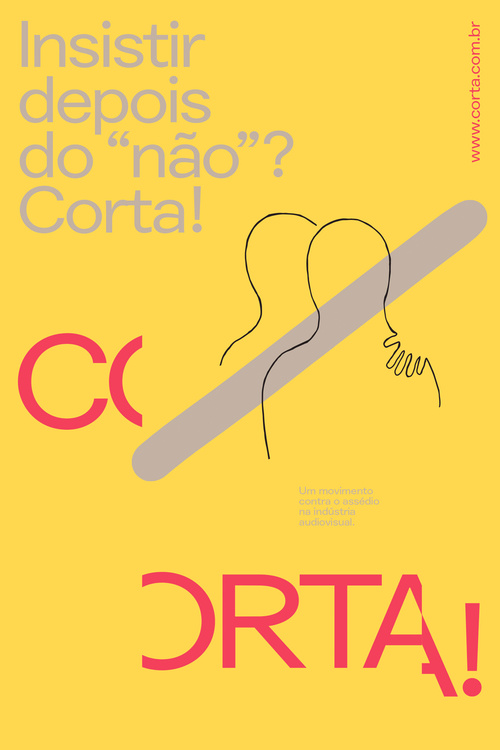 Insistir
depois
do “não”?
Corta!
www.corta.com.br
CO
Um movimento
contra o assédio
na indústria
audiovisual.
ORTA!